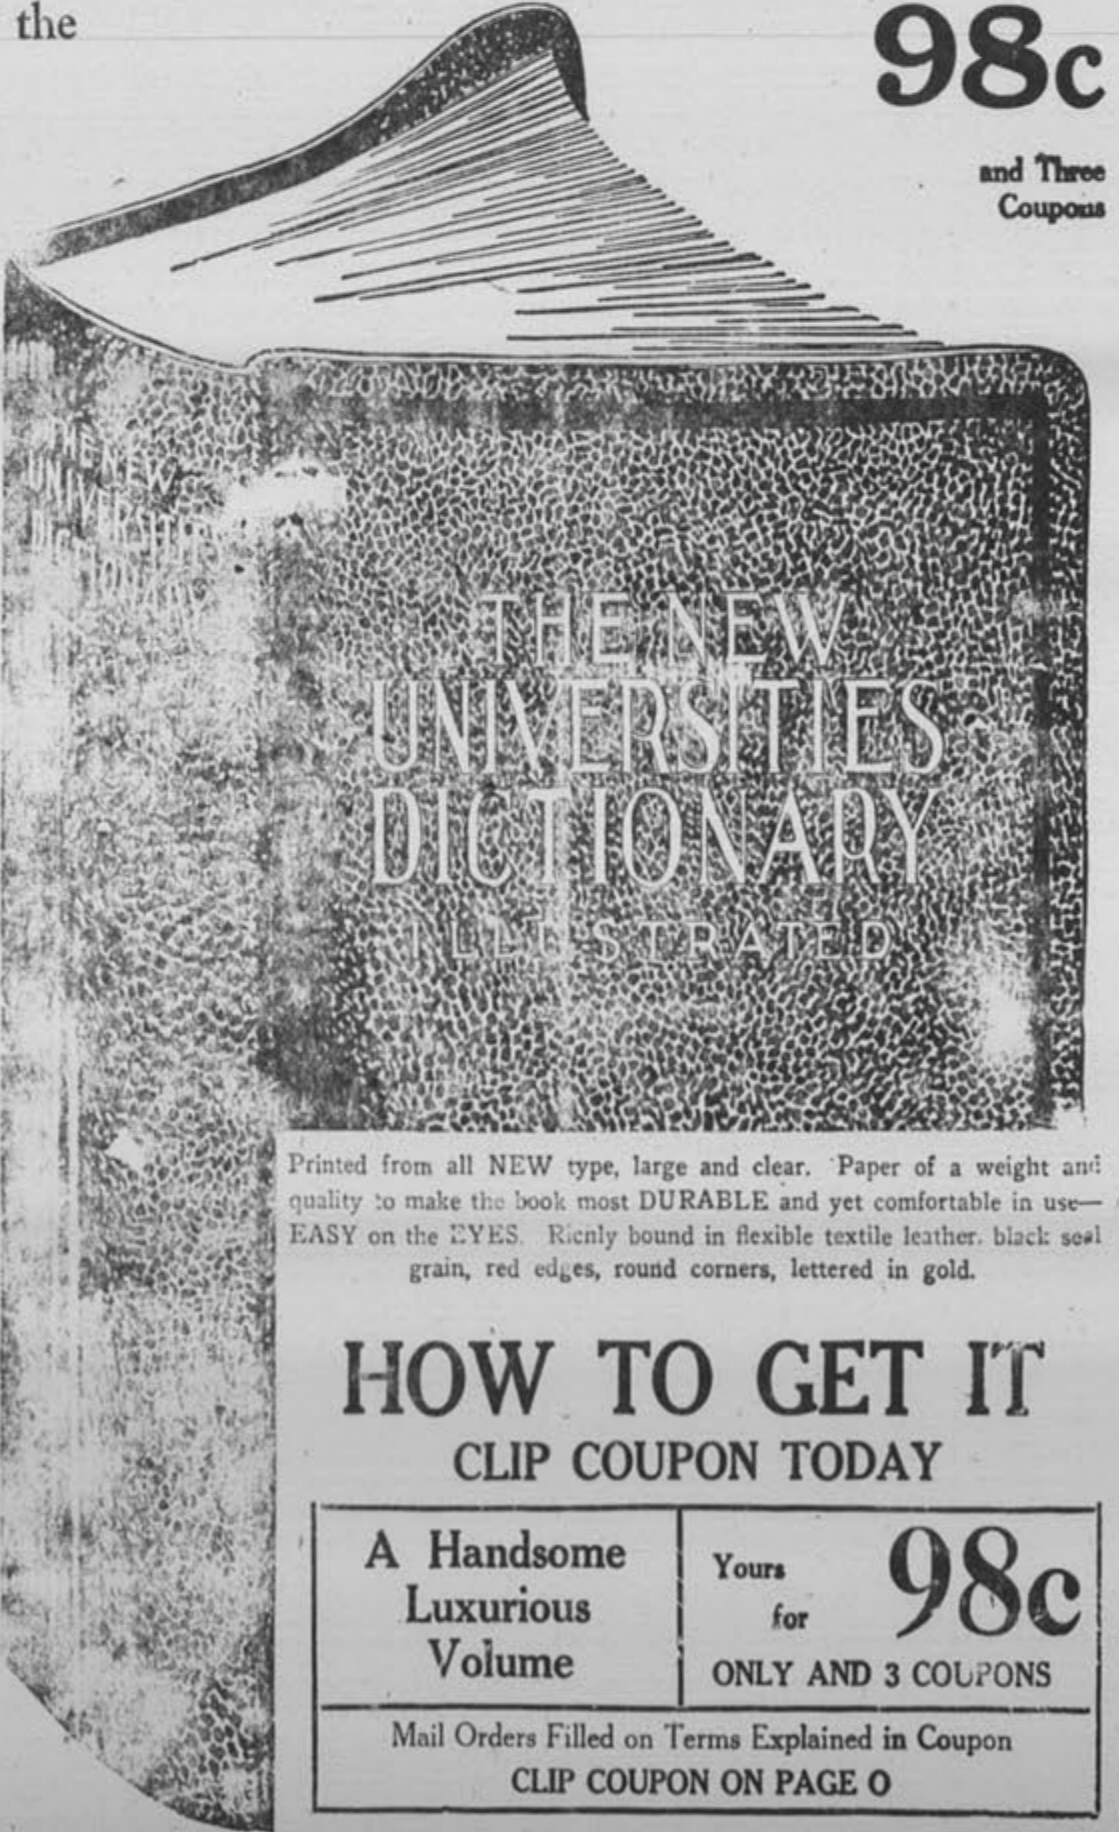 the
98c
and Three
Coupons
THE NEW
UNIVERSITIES
DICTIONARY
THE NEW
UNIVERSITIES
DICTIONARY
ILLUSTRATED
Printed from all NEW type, large and clear. Paper of a weight and
quality to make the book most DURABLE and yet comfortable in use—
EASY on the EYES. Richly bound in flexible textile leather, black seal
grain, red edges, round corners, lettered in gold.
HOW TO GET IT
CLIP COUPON TODAY
A Handsome
Luxurious
Volume
Yours
for
98c
ONLY AND 3 COUPONS
Mail Orders Filled on Terms Explained in Coupon
CLIP COUPON ON PAGE O